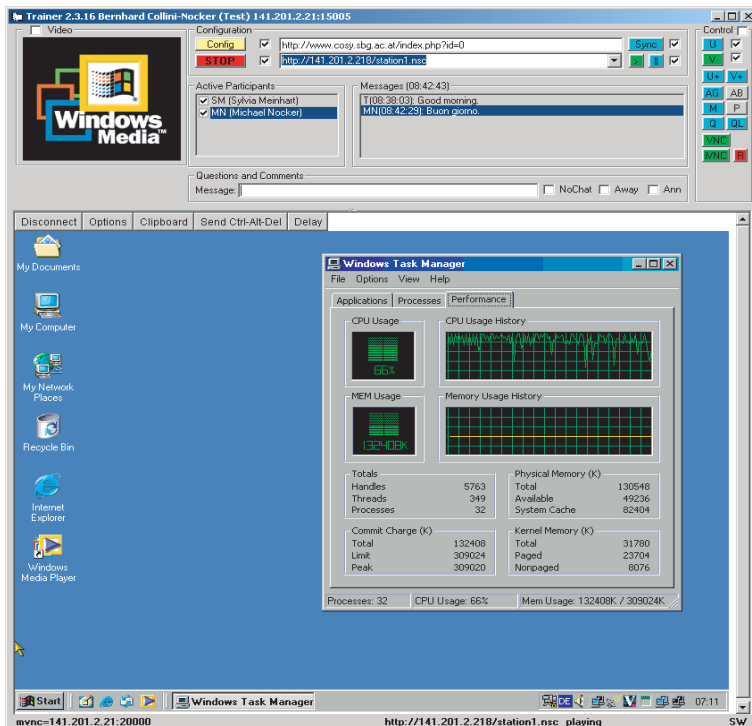 Trainer 2.3.16 Bernhard Collini-Nocker (Test) 141.201.2.21:15005
Video
Configuration
Control
Config
http://www.cosy.sbg.ac.at/index.php?id=0
Sync
U
STOP
http://141.201.2.218/station1.nsc
V
U+ V+
Active Participants
Messages (08:42:43)
AG AB
SM (Sylvia Meinhart)
T(08:38:03): Good morning.
M P
MN (Michael Nocker)
MN(08:42:29): Buon giorno.
Q QL
Windows
Media™
VNC
MVNC R
Questions and Comments
Message:
NoChat Away Ann
Disconnect Options Clipboard Send Ctrl-Alt-Del Delay
My Documents
My Computer
My Network
Places
Recycle Bin
Internet
Explorer
Windows
Media Player
Windows Task Manager
File Options View Help
Applications Processes Performance
CPU Usage
CPU Usage History
66%
MEM Usage
Memory Usage History
132408K
Totals
Handles 5763
Threads 349
Processes 32
Physical Memory (K)
Total 130548
Available 49236
System Cache 82404
Commit Charge (K)
Total 132408
Limit 309024
Peak 309020
Kernel Memory (K)
Total 31780
Paged 23704
Nonpaged 8076
Processes: 32 CPU Usage: 66% Mem Usage: 132408K / 309024K
Start
Windows Task Manager
DE
07:11
mvnc=141.201.2.21:20000 http://141.201.2.218/station1.nsc playing SW